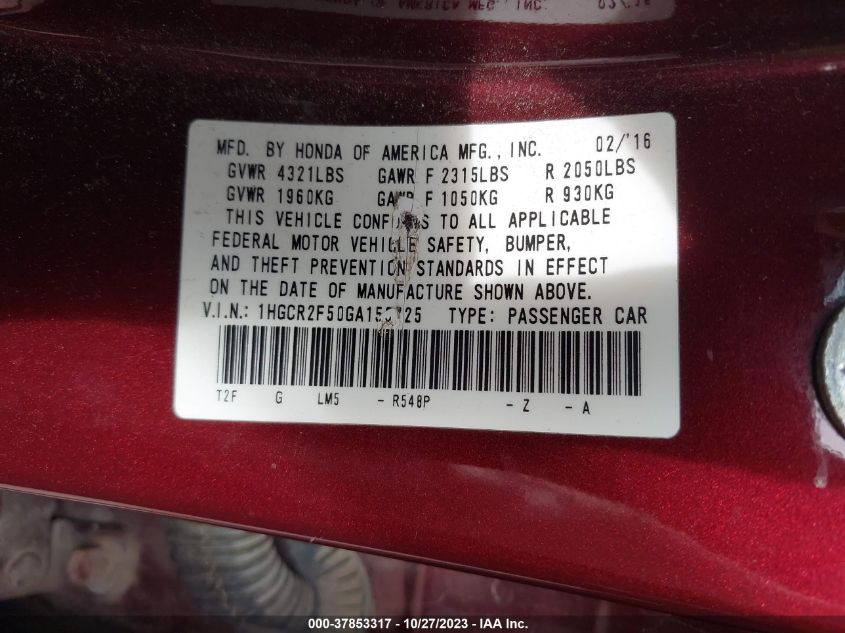 MFD. BY HONDA OF AMERICA MFG., INC. 02/'16
GVWR 4321LBS GAWR F 2315LBS R 2050LBS
GVWR 1960KG GAWR F 1050KG R 930KG
THIS VEHICLE CONFORMS TO ALL APPLICABLE
FEDERAL MOTOR VEHICLE SAFETY, BUMPER,
AND THEFT PREVENTION STANDARDS IN EFFECT
ON THE DATE OF MANUFACTURE SHOWN ABOVE.
V.I.N.: TYPE: PASSENGER CAR
T2F G LM5 - R548P - Z - A
000-37853317 / 10/27/2023 - IAA Inc.